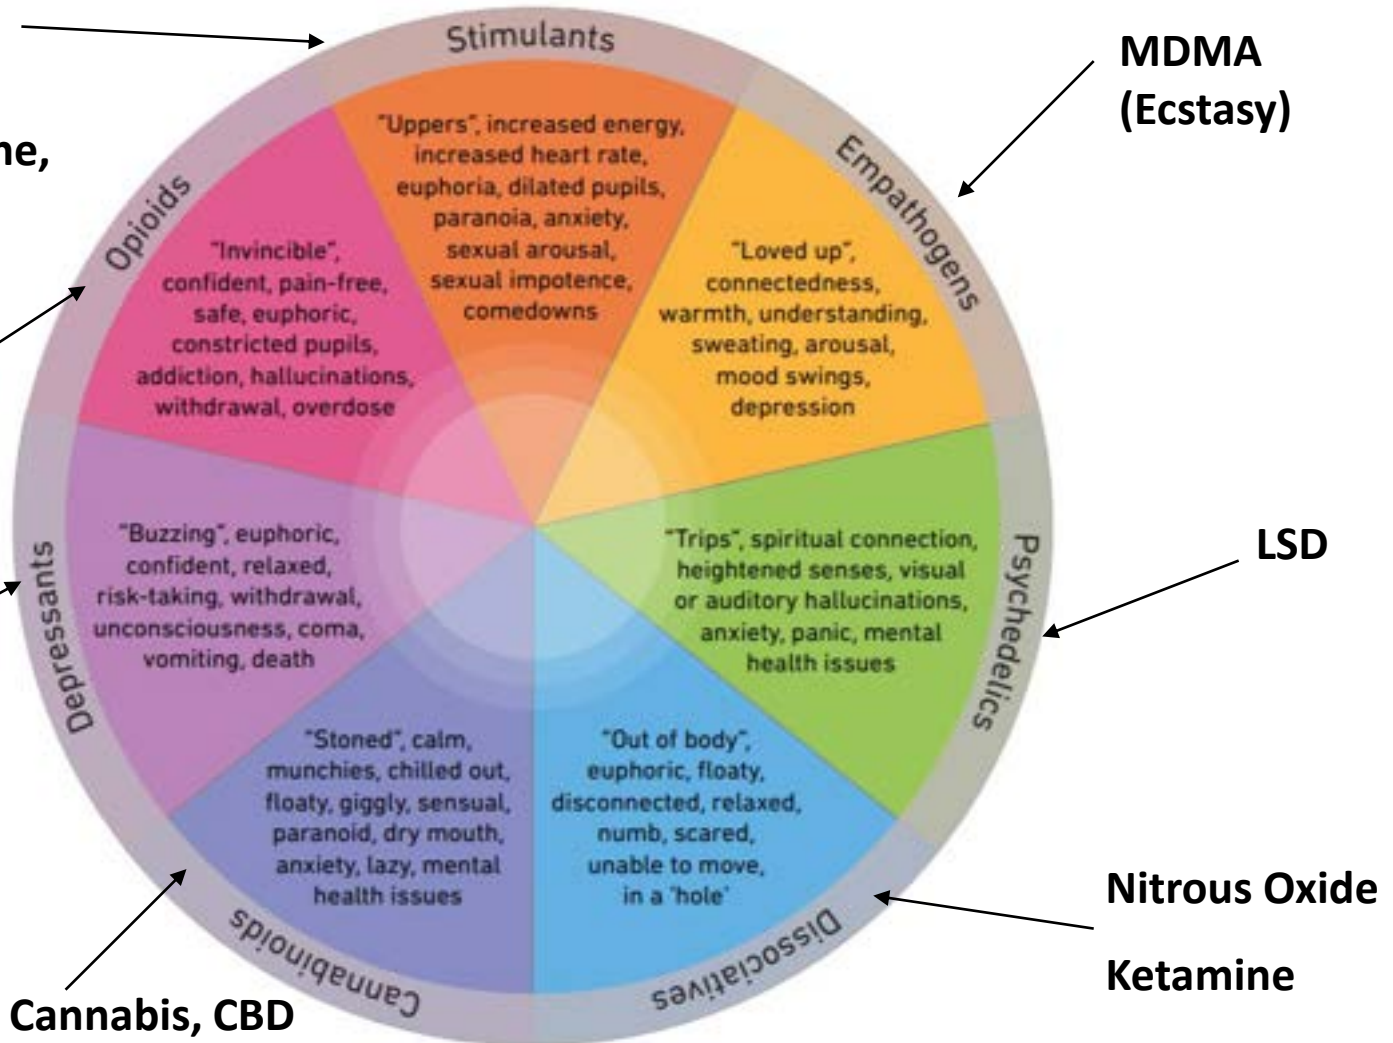 Stimulants
"Uppers", increased energy,
increased heart rate,
euphoria, dilated pupils,
paranoia, anxiety,
sexual arousal,
sexual impotence,
comedowns
MDMA
(Ecstasy)
Empathogens
"Loved up",
connectedness,
warmth, understanding,
sweating, arousal,
mood swings,
depression
ne,
Opioids
"Invincible",
confident, pain-free,
safe, euphoric,
constricted pupils,
addiction, hallucinations,
withdrawal, overdose
Psychedelics
"Trips", spiritual connection,
heightened senses, visual
or auditory hallucinations,
anxiety, panic, mental
health issues
LSD
Depressants
"Buzzing", euphoric,
confident, relaxed,
risk-taking, withdrawal,
unconsciousness, coma,
vomiting, death
"Stoned", calm,
munchies, chilled out,
floaty, giggly, sensual,
paranoid, dry mouth,
anxiety, lazy, mental
health issues
Cannabinoids
Cannabis, CBD
"Out of body",
euphoric, floaty,
disconnected, relaxed,
numb, scared,
unable to move,
in a 'hole'
Dissociatives
Nitrous Oxide
Ketamine